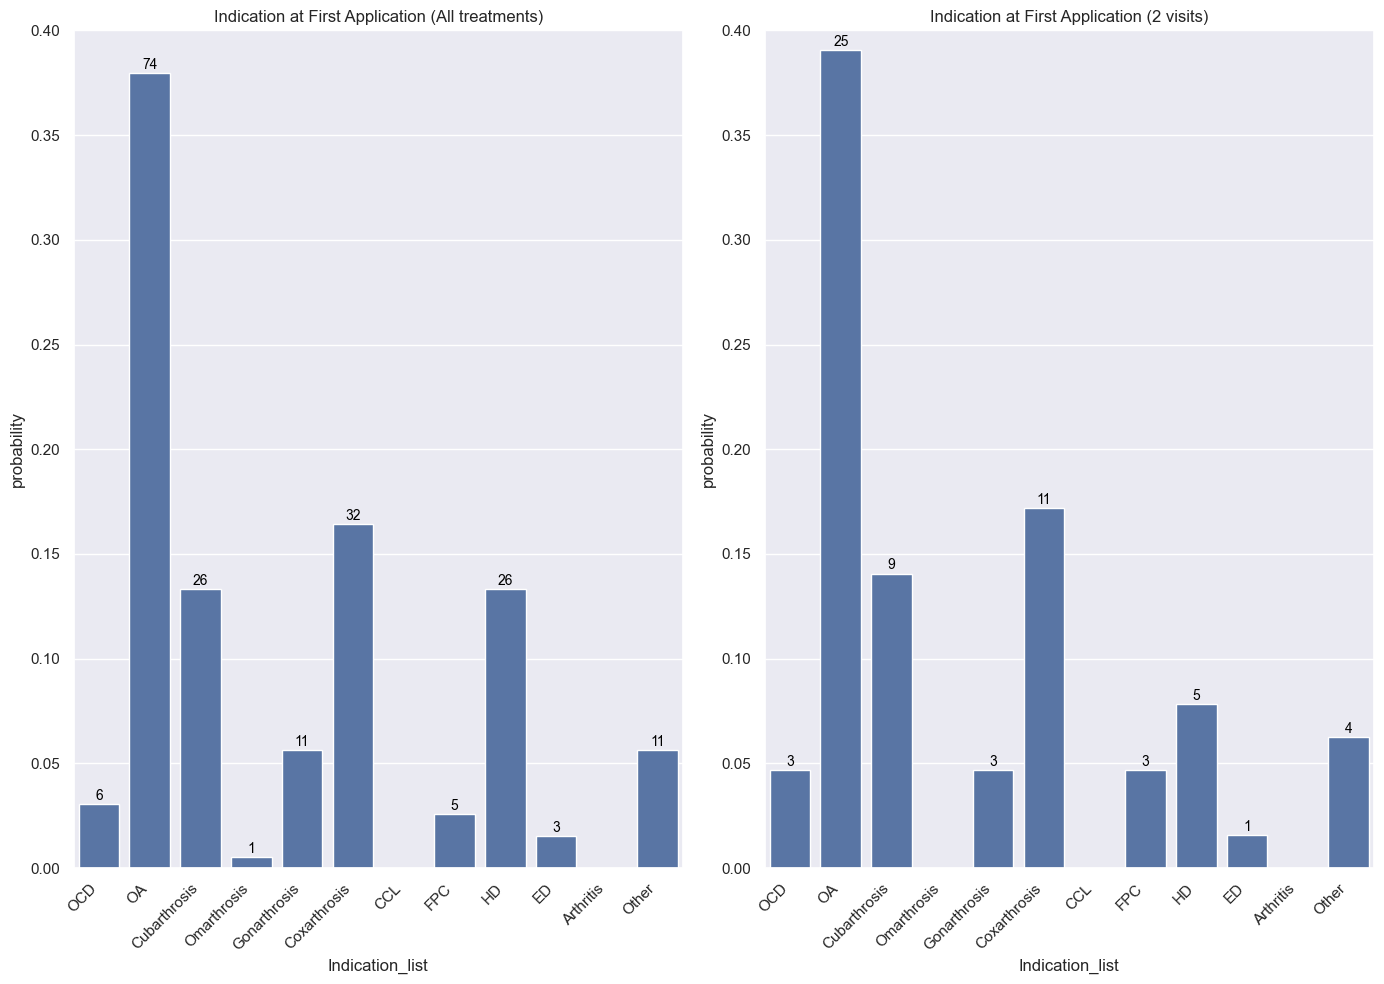 Indication at First Application (All treatments)
0.40
0.35
0.30
0.25
0.20
0.15
0.10
0.05
0.00
probability
6
74
26
1
11
32
5
26
3
11
OCD
OA
Cubarthrosis
Omarthrosis
Gonarthrosis
Coxarthrosis
CCL
FPC
HD
ED
Arthritis
Other
Indication_list
Indication at First Application (2 visits)
0.40
0.35
0.30
0.25
0.20
0.15
0.10
0.05
0.00
probability
3
25
9
3
11
3
5
1
4
OCD
OA
Cubarthrosis
Omarthrosis
Gonarthrosis
Coxarthrosis
CCL
FPC
HD
ED
Arthritis
Other
Indication_list